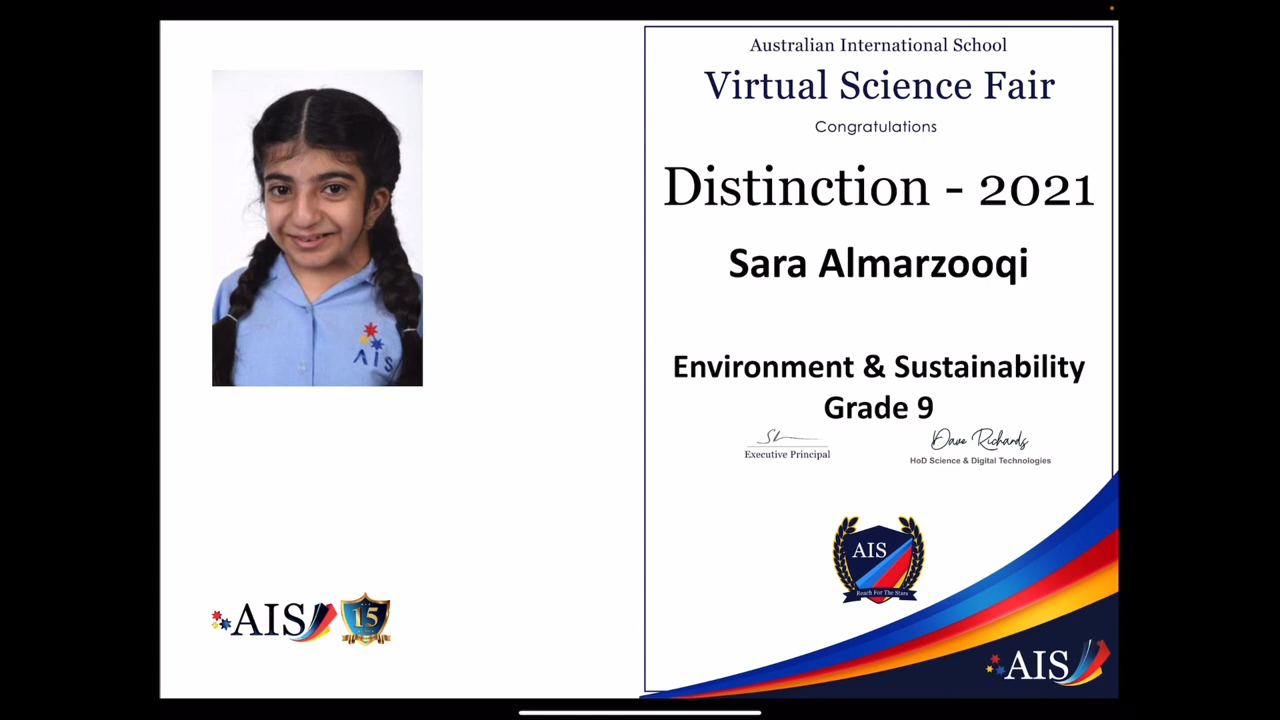 AIS
Australian International School
Virtual Science Fair
Congratulations
Distinction - 2021
Sara Almarzooqi
Environment & Sustainability
Grade 9
Executive Principal
Dave Richards
HoD Science & Digital Technologies
AIS
Reach For The Stars
AIS
15
AIS